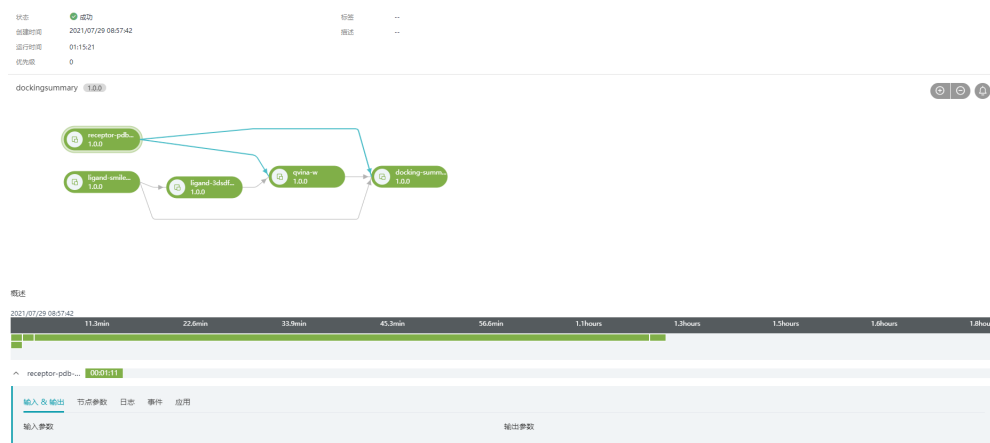 状态 成功 标签 --
创建时间 2021/07/29 08:57:42 描述 --
运行时间 01:15:21
优先级 0
dockingsummary 1.0.0
receptor-pdb...
1.0.0
ligand-smile...
1.0.0
ligand-3dsdf...
1.0.0
qvina-w
1.0.0
docking-summ...
1.0.0
概述
2021/07/29 08:57:42
11.3min 22.6min 33.9min 45.3min 56.6min 1.1hours 1.3hours 1.5hours 1.6hours 1.8hou
receptor-pdb-... 00:01:11
输入 & 输出 节点参数 日志 事件 应用
输入参数 输出参数